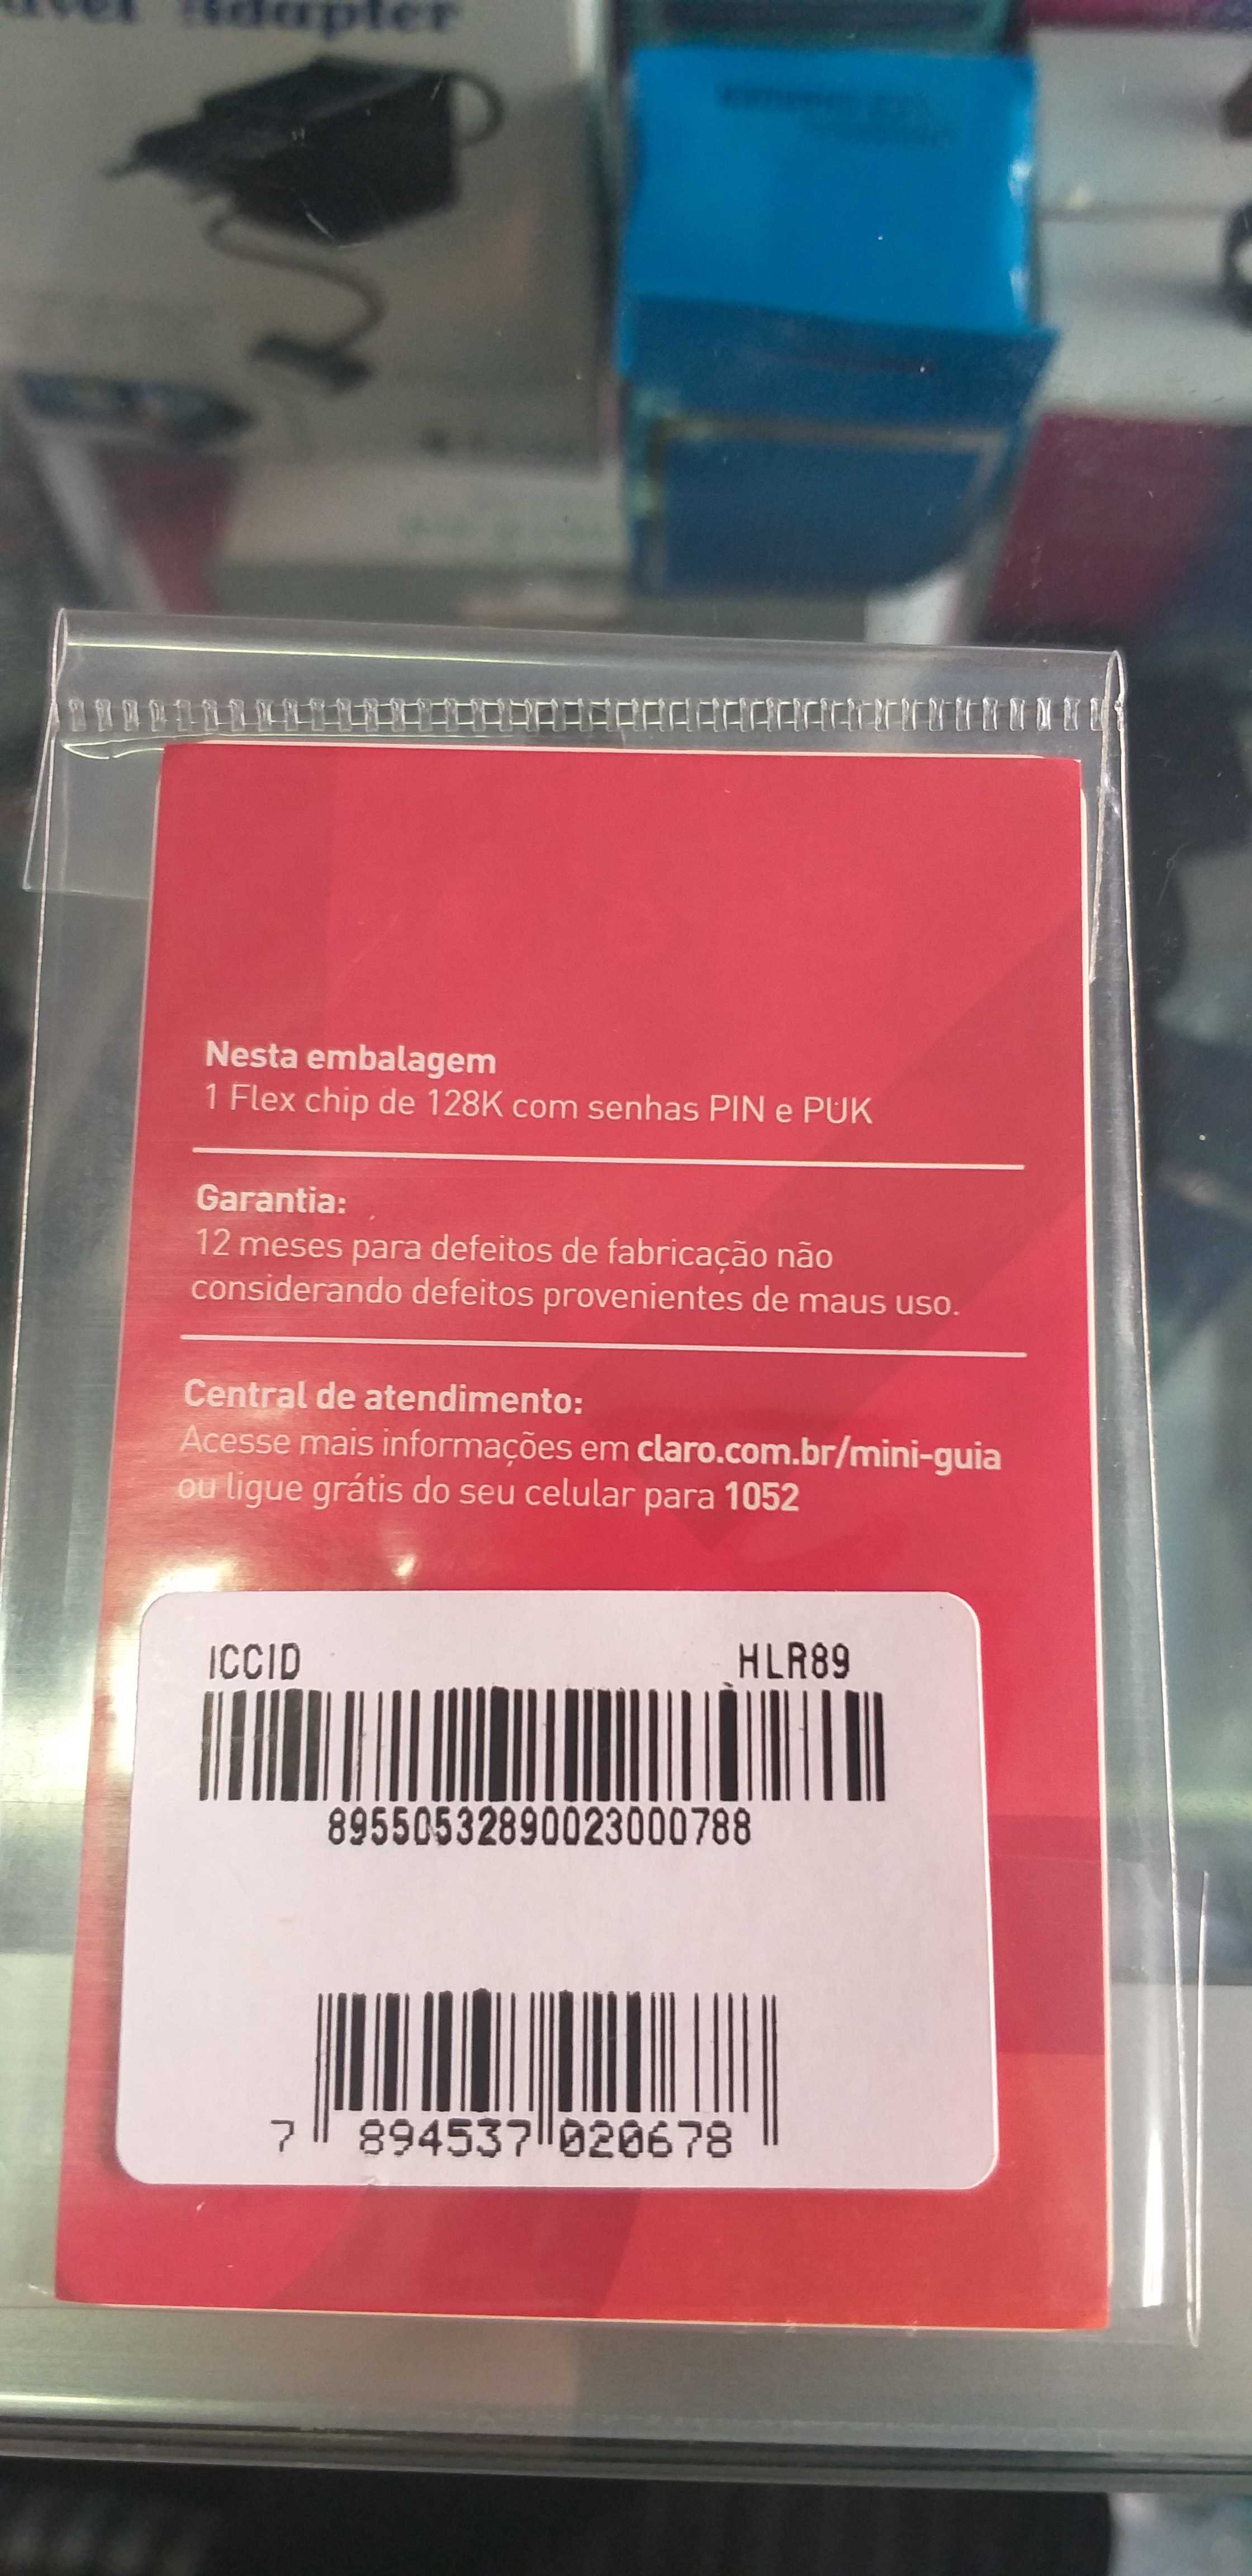 Adapter
Nesta embalagem
1 Flex chip de 128K com senhas PIN e PUK
Garantia:
12 meses para defeitos de fabricação não
considerando defeitos provenientes de maus uso.
Central de atendimento:
Acesse mais informações em claro.com.br/mini-guia
ou ligue grátis do seu celular para 1052
ICCID HLR89
89550532890023000788
7 894537 020678